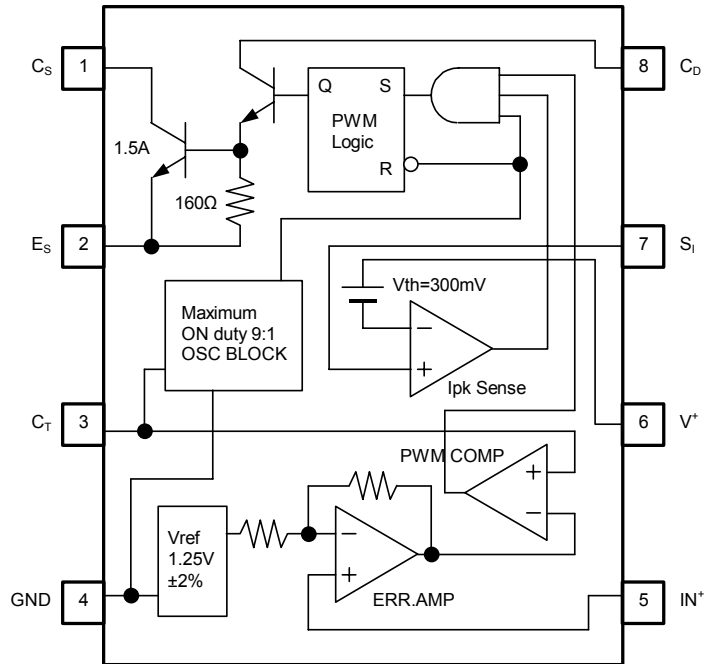 CS 1
8 CD
Q S
PWM
Logic
R
1.5A
160Ω
ES 2
7 SI
Vth=300mV
Maximum
ON duty 9:1
OSC BLOCK
−
+
Ipk Sense
CT 3
6 V+
PWM COMP
+
−
Vref
1.25V
±2%
−
+
ERR.AMP
GND 4
5 IN+